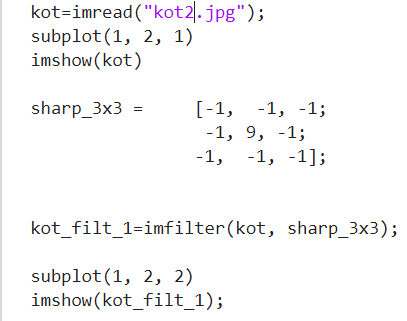 kot=imread("kot2.jpg");
subplot(1, 2, 1)
imshow(kot)
sharp_3x3 = [-1, -1, -1;
-1, 9, -1;
-1, -1, -1];
kot_filt_1=imfilter(kot, sharp_3x3);
subplot(1, 2, 2)
imshow(kot_filt_1);